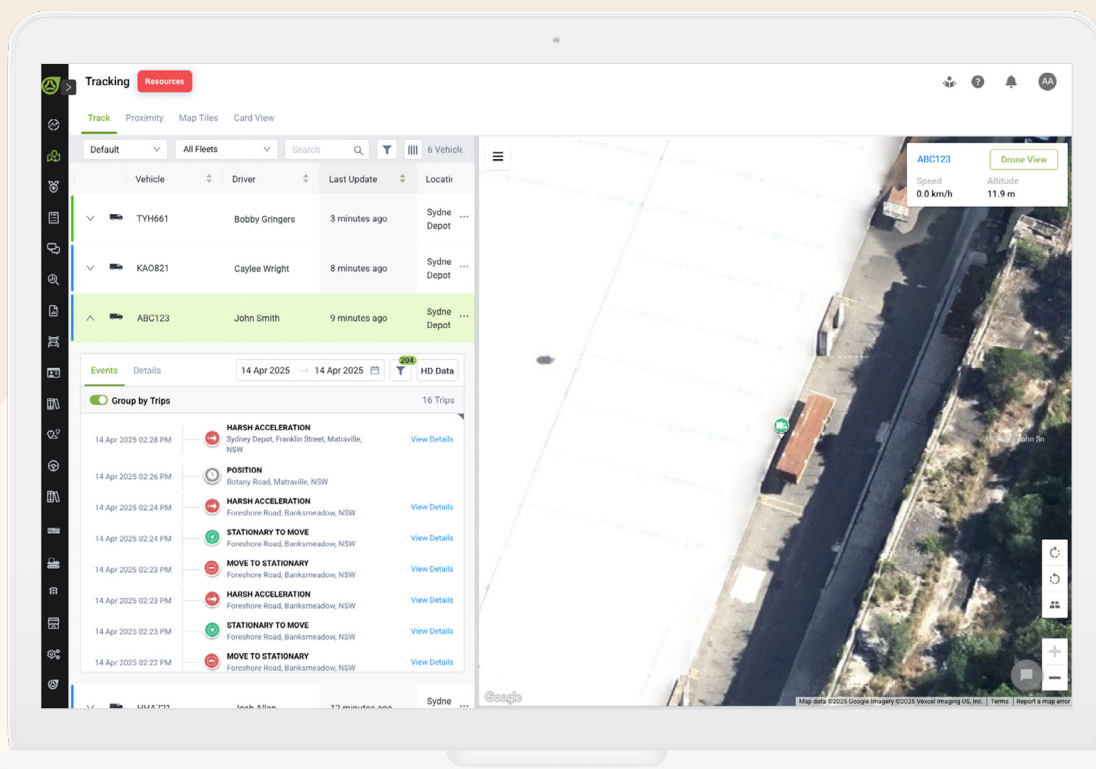 Tracking
Resources
AA
Track Proximity Map Tiles Card View
Default All Fleets Search 6 Vehicle
Vehicle Driver Last Update Locatio
TYH661 Bobby Gringers 3 minutes ago Sydne
Depot
KAO821 Caylee Wright 8 minutes ago Sydne
Depot
ABC123 John Smith 9 minutes ago Sydne
Depot
Events Details 14 Apr 2025 → 14 Apr 2025 204 HD Data
Group by Trips 16 Trips
HARSH ACCELERATION
14 Apr 2025 02:28 PM Sydney Depot, Franklin Street, Matraville, View Details
NSW
POSITION
14 Apr 2025 02:26 PM Botany Road, Matraville, NSW
HARSH ACCELERATION
14 Apr 2025 02:24 PM Foreshore Road, Banksmeadow, NSW View Details
STATIONARY TO MOVE
14 Apr 2025 02:24 PM Foreshore Road, Banksmeadow, NSW View Details
MOVE TO STATIONARY
14 Apr 2025 02:23 PM Foreshore Road, Banksmeadow, NSW View Details
HARSH ACCELERATION
14 Apr 2025 02:23 PM Foreshore Road, Banksmeadow, NSW View Details
STATIONARY TO MOVE
14 Apr 2025 02:23 PM Foreshore Road, Banksmeadow, NSW View Details
MOVE TO STATIONARY
14 Apr 2025 02:22 PM Foreshore Road, Banksmeadow, NSW View Details
HHA721 Josh Allan 12 minutes ago Sydne
ABC123 Drone View
Speed Altitude
0.0 km/h 11.9 m
John Sn
Google
Map data ©2025 Google Imagery ©2025 Vexcel Imaging US, Inc. Terms Report a map error